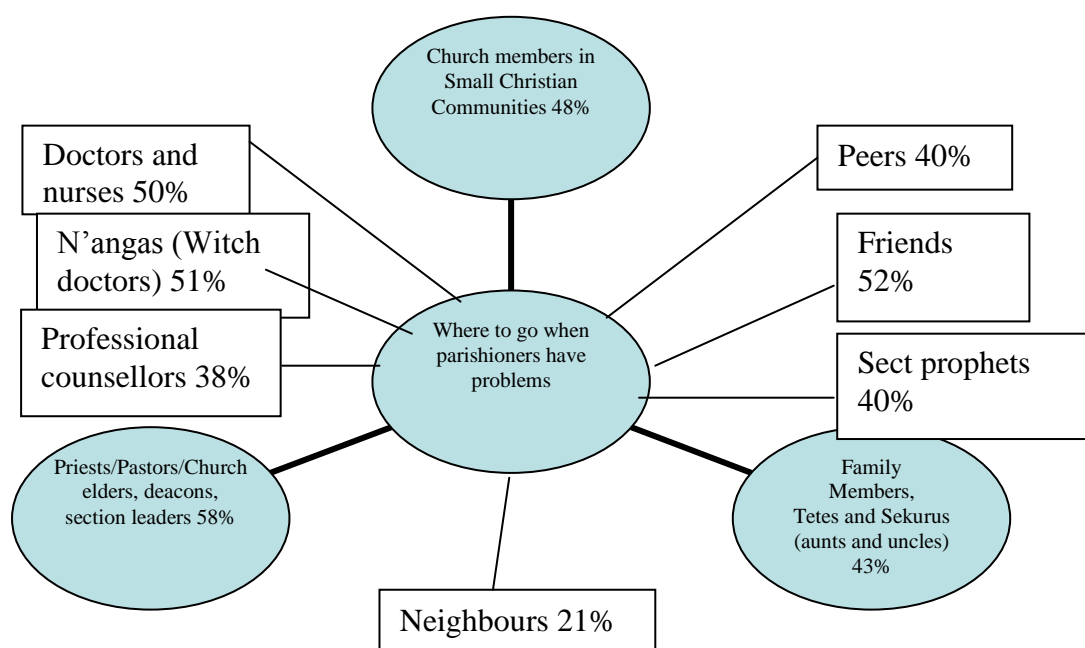 Church members in
Small Christian
Communities 48%
Doctors and
nurses 50%
Peers 40%
N’angas (Witch
doctors) 51%
Friends
52%
Professional
counsellors 38%
Where to go when
parishioners have
problems
Sect prophets
40%
Priests/Pastors/Church
elders, deacons,
section leaders 58%
Family
Members,
Tetes and Sekurus
(aunts and uncles)
43%
Neighbours 21%